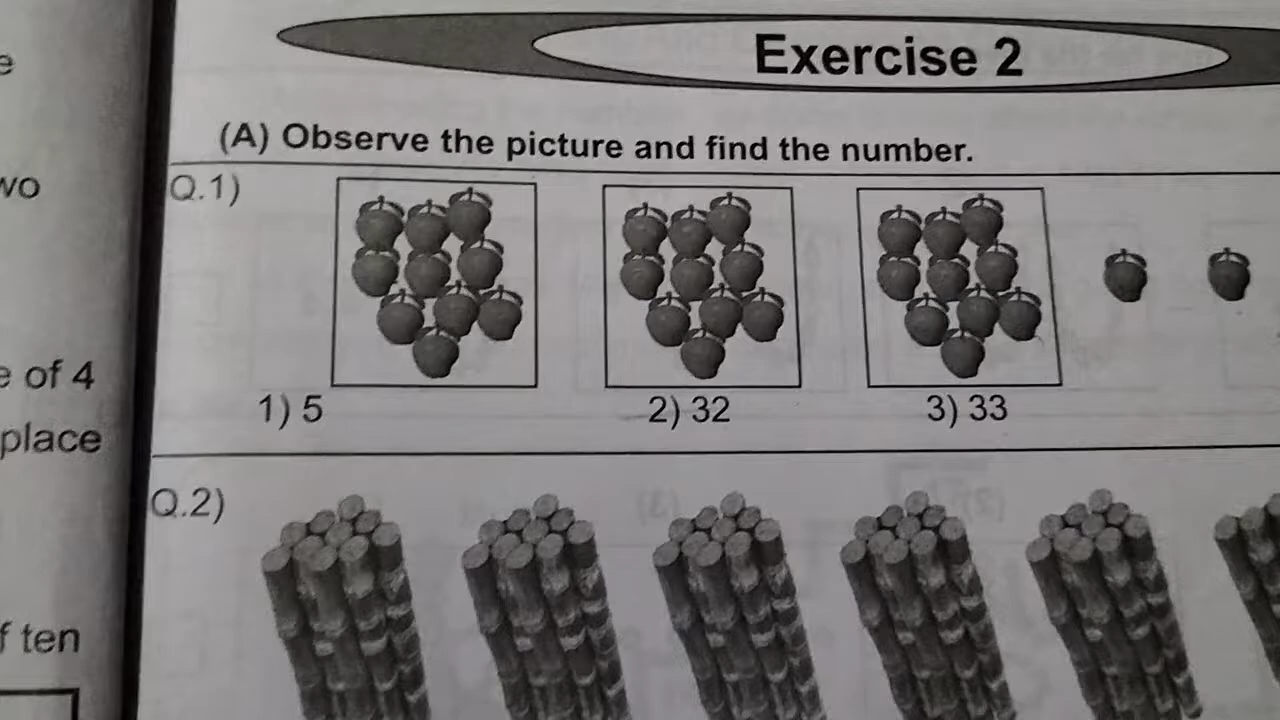 Exercise 2
(A) Observe the picture and find the number.
Q.1)
1) 5 2) 32 3) 33
Q.2)
e
wo
e of 4
place
f ten